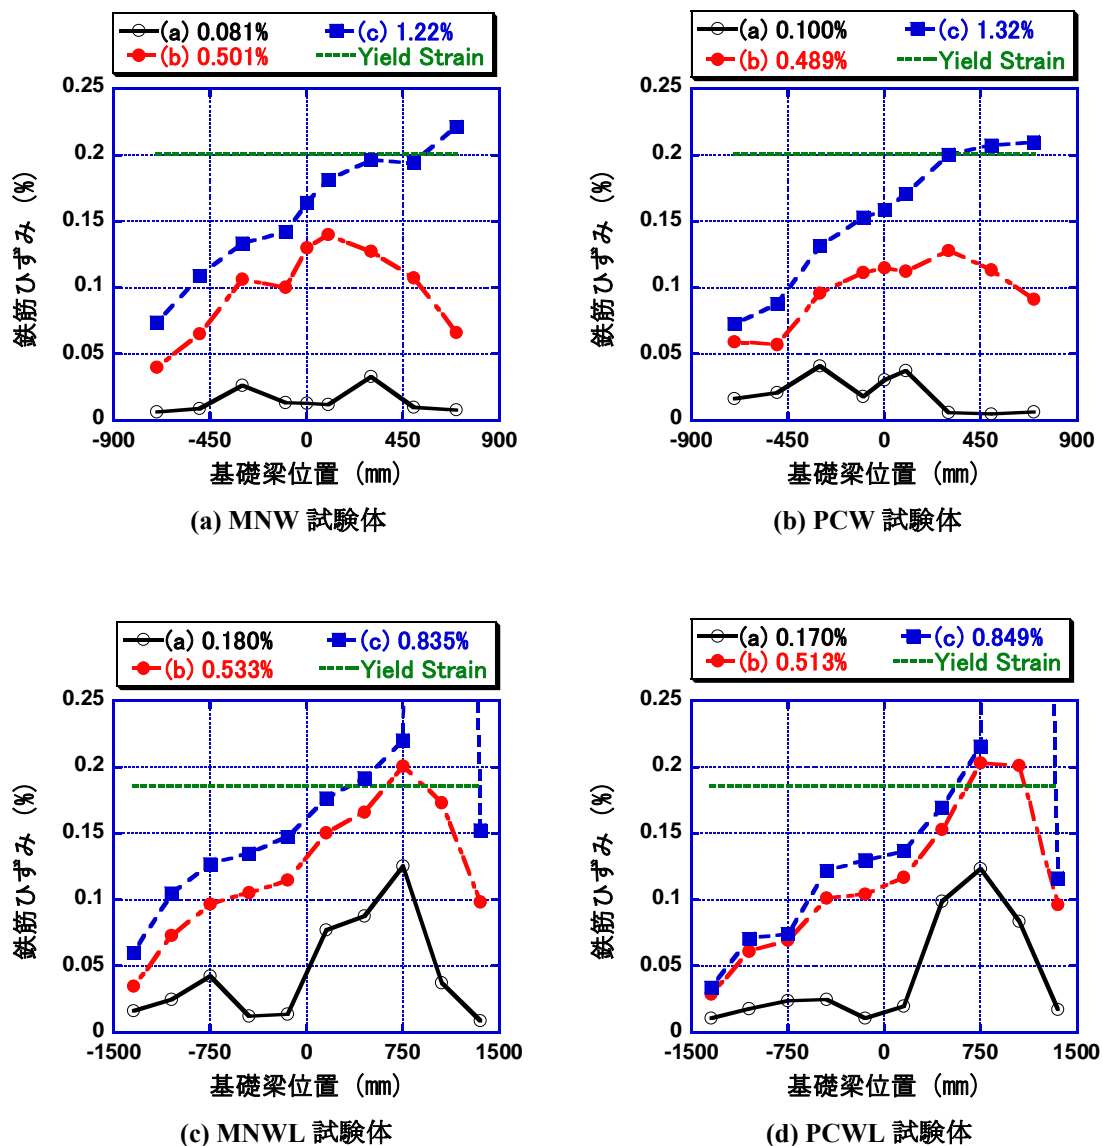 (a) 0.081% (c) 1.22%
(b) 0.501% Yield Strain
0.25
0.2
0.15
0.1
0.05
0
鉄筋ひずみ (%)
-900 -450 0 450 900
基礎梁位置 (㎜)
(a) MNW 試験体
(a) 0.100% (c) 1.32%
(b) 0.489% Yield Strain
0.25
0.2
0.15
0.1
0.05
0
鉄筋ひずみ (%)
-900 -450 0 450 900
基礎梁位置 (㎜)
(b) PCW 試験体
(a) 0.180% (c) 0.835%
(b) 0.533% Yield Strain
0.25
0.2
0.15
0.1
0.05
0
鉄筋ひずみ (%)
-1500 -750 0 750 1500
基礎梁位置 (㎜)
(c) MNWL 試験体
(a) 0.170% (c) 0.849%
(b) 0.513% Yield Strain
0.25
0.2
0.15
0.1
0.05
0
鉄筋ひずみ (%)
-1500 -750 0 750 1500
基礎梁位置 (㎜)
(d) PCWL 試験体